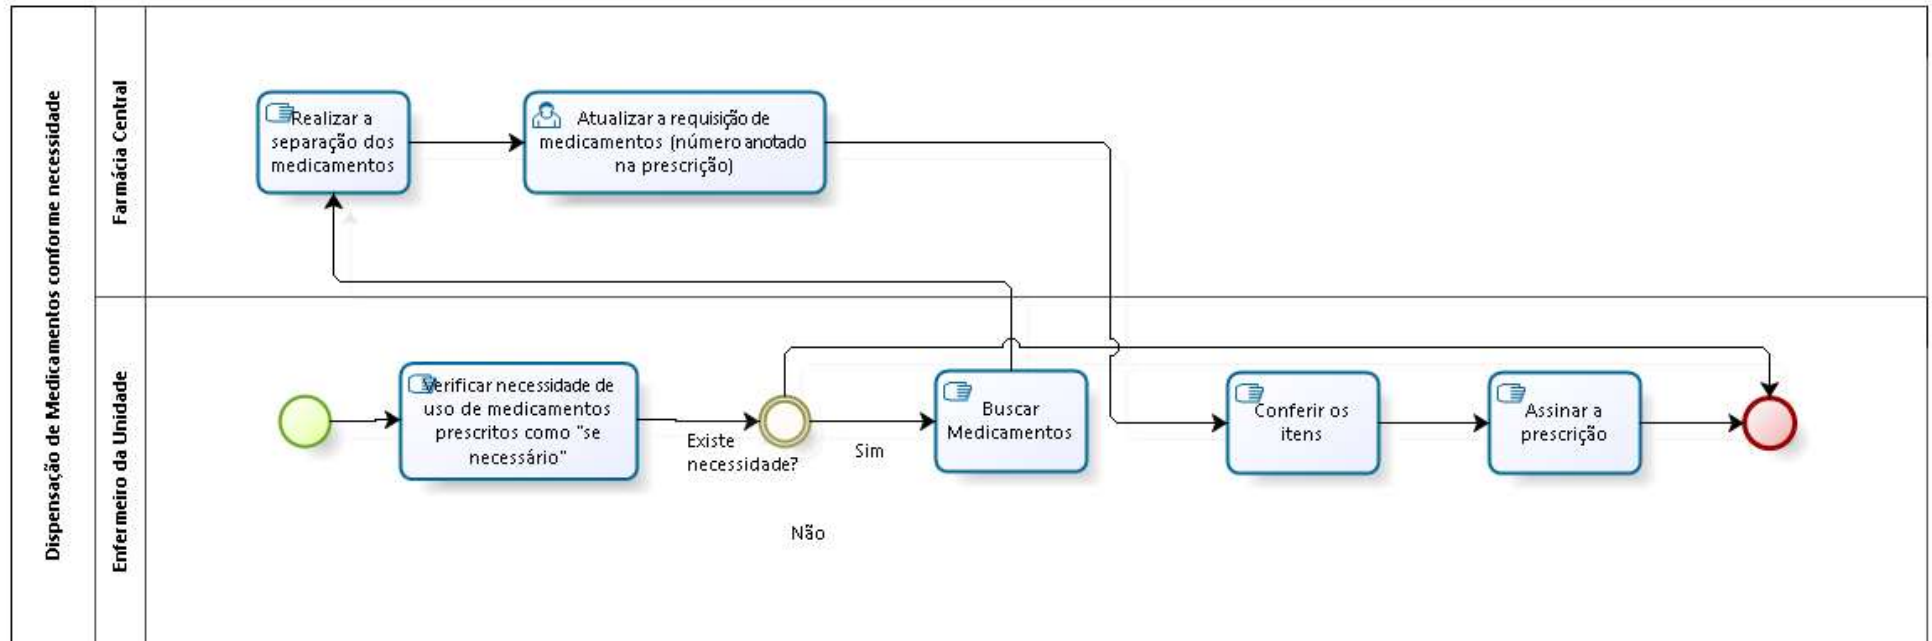 Dispensação de Medicamentos conforme necessidade
Farmácia Central
Realizar a
separação dos
medicamentos
Atualizar a requisição de
medicamentos (número anotado
na prescrição)
Enfermeiro da Unidade
Verificar necessidade de
uso de medicamentos
prescritos como "se
necessário"
Existe
necessidade?
Sim
Não
Buscar
Medicamentos
Conferir os
itens
Assinar a
prescrição